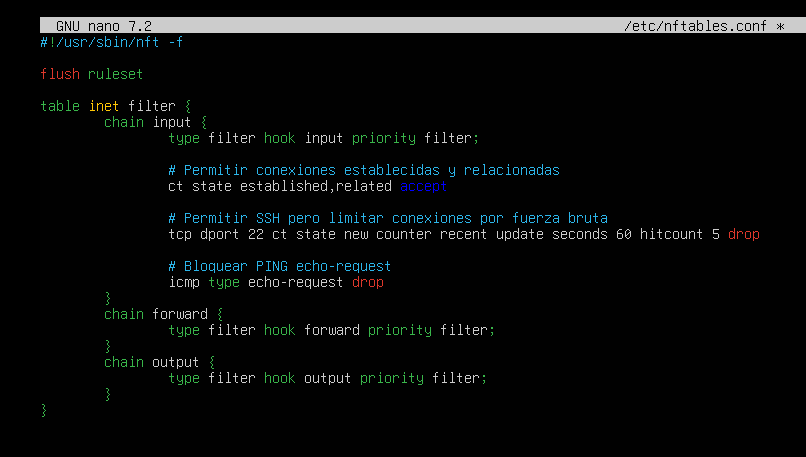 GNU nano 7.2 /etc/nftables.conf *
#!/usr/sbin/nft -f
flush ruleset
table inet filter {
chain input {
type filter hook input priority filter;
# Permitir conexiones establecidas y relacionadas
ct state established,related accept
# Permitir SSH pero limitar conexiones por fuerza bruta
tcp dport 22 ct state new counter recent update seconds 60 hitcount 5 drop
# Bloquear PING echo-request
icmp type echo-request drop
}
chain forward {
type filter hook forward priority filter;
}
chain output {
type filter hook output priority filter;
}
}